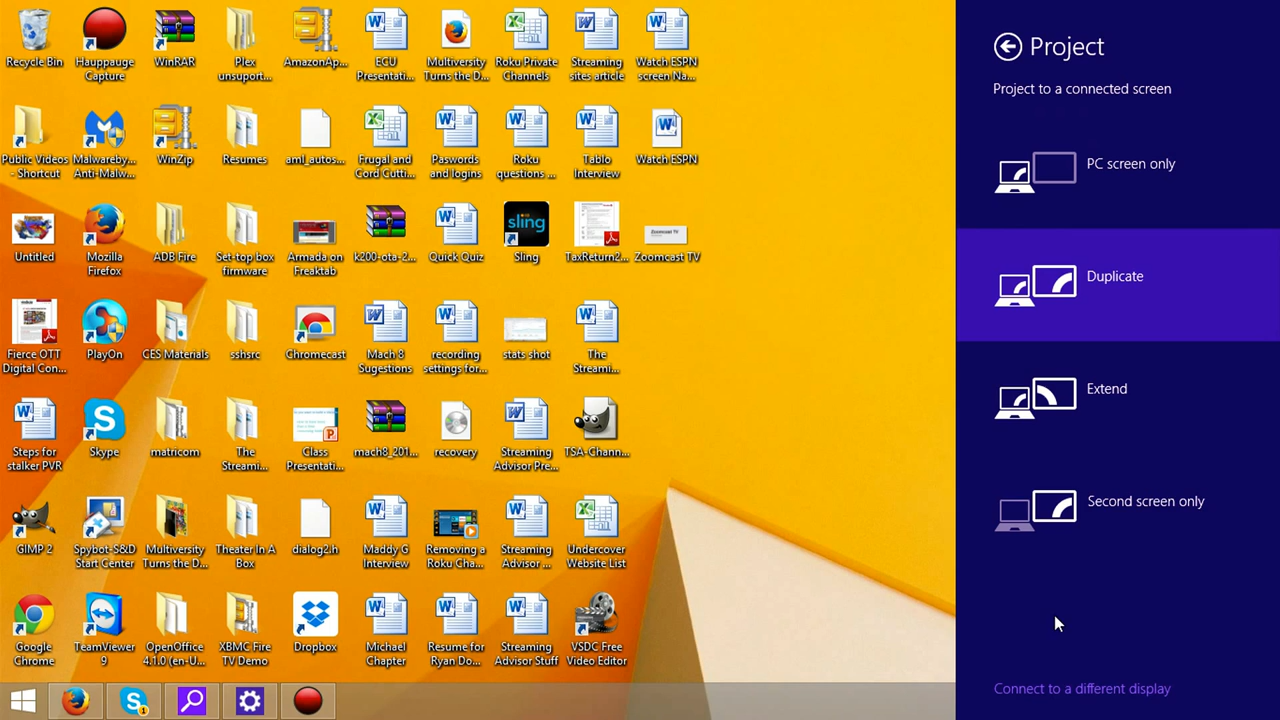 Recycle Bin
Hauppauge
Capture
WinRAR
Plex
unsuport...
AmazonAp...
ECU
Presentati...
Multiversity
Turns the D...
Roku Private
Channels
Streaming
sites article
Watch ESPN
screen Na...
Public Videos
- Shortcut
Malwareby...
Anti-Malw...
WinZip
Resumes
aml_autos...
Frugal and
Cord Cutti...
Paswords
and logins
Roku
questions ...
Tablo
Interview
Watch ESPN
Untitled
Mozilla
Firefox
ADB Fire
Set-top box
firmware
Armada on
Freaktab
k200-ota-2...
Quick Quiz
sling
Sling
TaxReturn2...
Zoomcast TV
Zoomcast TV
Fierce OTT
Digital Con...
PlayOn
CES Materials
sshsrc
Chromecast
Mach 8
Sugestions
recording
settings for...
stats shot
The
Streami...
Steps for
stalker PVR
Skype
matricom
The
Streami...
Class
Presentati...
mach8_201...
recovery
Streaming
Advisor Pre...
TSA-Chann...
GIMP 2
Spybot-S&D
Start Center
Multiversity
Turns the D...
Theater In A
Box
dialog2.h
Maddy G
Interview
Removing a
Roku Cha...
Streaming
Advisor ...
Undercover
Website List
Google
Chrome
TeamViewer
9
OpenOffice
4.1.0 (en-U...
XBMC Fire
TV Demo
Dropbox
Michael
Chapter
Resume for
Ryan Do...
Streaming
Advisor Stuff
VSDC Free
Video Editor
1
Project
Project to a connected screen
PC screen only
Duplicate
Extend
Second screen only
Connect to a different display